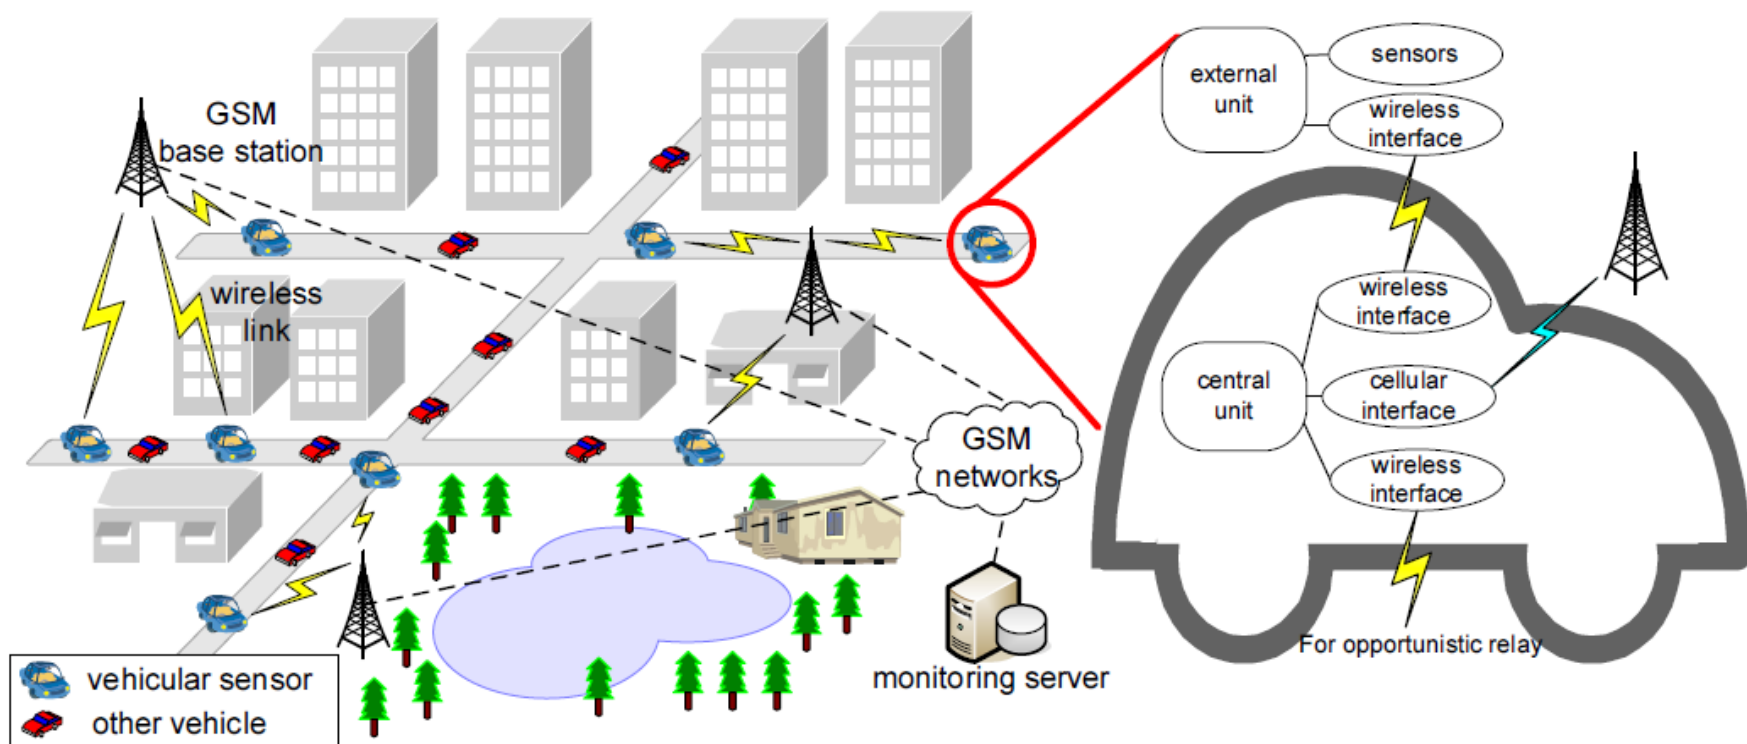 GSM
base station
wireless
link
GSM
networks
monitoring server
vehicular sensor
other vehicle
external
unit
sensors
wireless
interface
wireless
interface
central
unit
cellular
interface
wireless
interface
For opportunistic relay